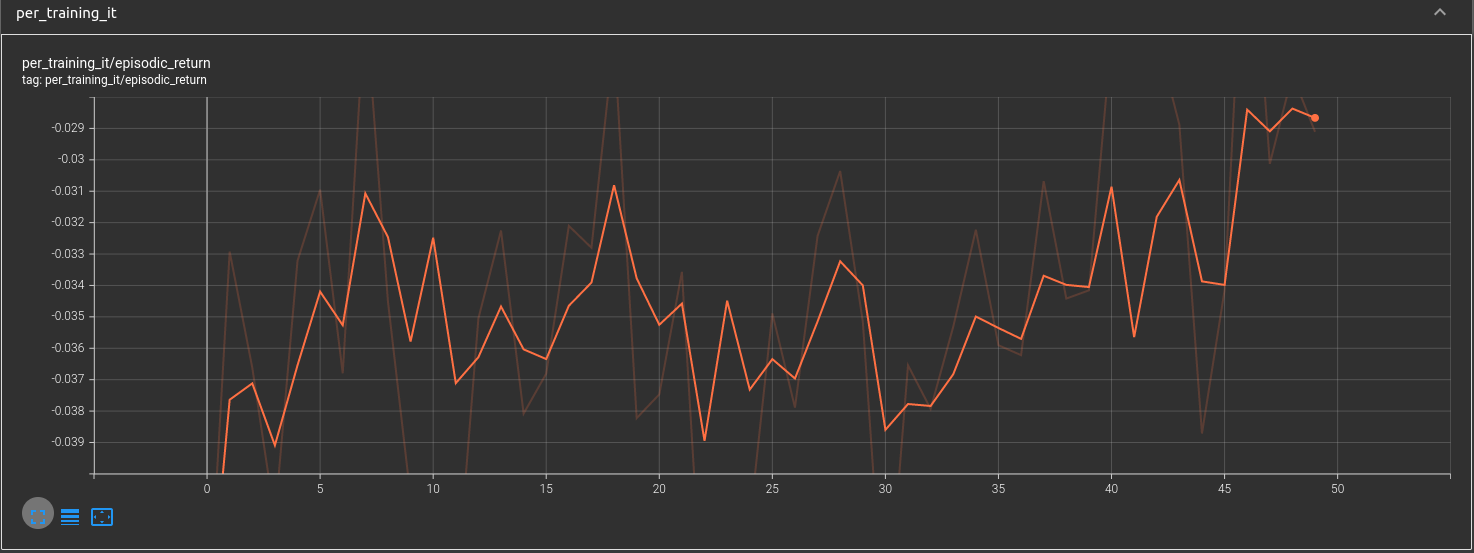 per_training_it
per_training_it/episodic_return
tag: per_training_it/episodic_return
-0.029
-0.03
-0.031
-0.032
-0.033
-0.034
-0.035
-0.036
-0.037
-0.038
-0.039
0 5 10 15 20 25 30 35 40 45 50